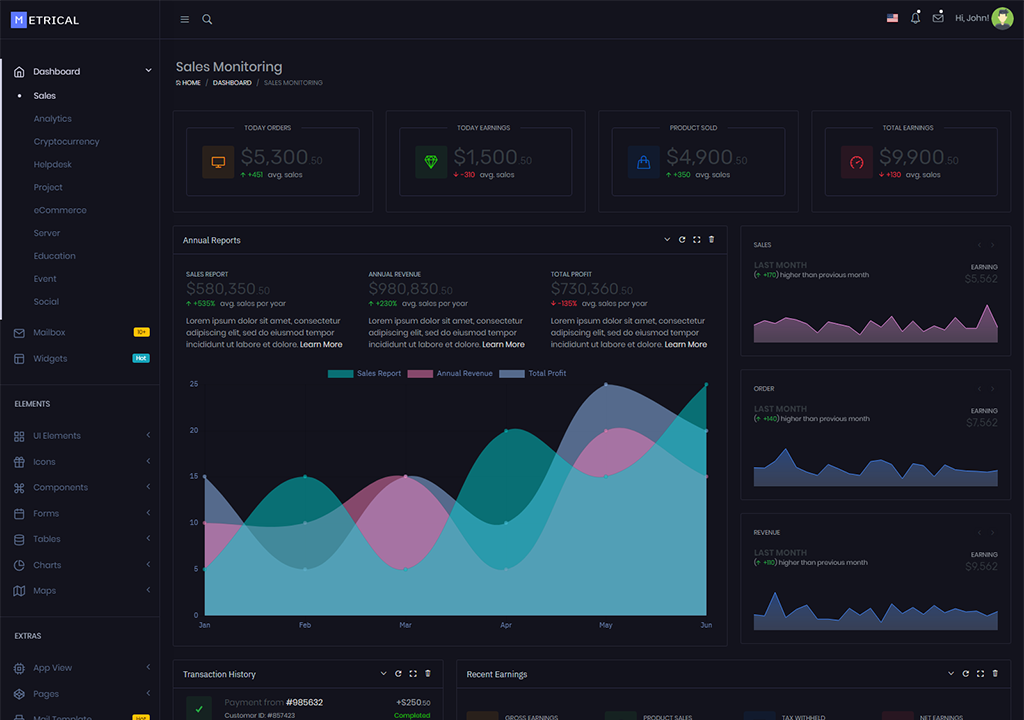 METRICAL
Hi, John!
Dashboard
Sales
Analytics
Cryptocurrency
Helpdesk
Project
eCommerce
Server
Education
Event
Social
Mailbox 10+
Widgets Hot
ELEMENTS
UI Elements
Icons
Components
Forms
Tables
Charts
Maps
EXTRAS
App View
Pages
Mail Template Hot
Sales Monitoring
HOME / DASHBOARD / SALES MONITORING
TODAY ORDERS
$5,300.50
+451 avg. sales
TODAY EARNINGS
$1,500.50
-310 avg. sales
PRODUCT SOLD
$4,900.50
+350 avg. sales
TOTAL EARNINGS
$9,900.50
+130 avg. sales
Annual Reports
SALES REPORT
$580,350.50
+535% avg. sales per year
Lorem ipsum dolor sit amet, consectetur
adipiscing elit, sed do eiusmod tempor
incididunt ut labore et dolore. Learn More
ANNUAL REVENUE
$980,830.50
+230% avg. sales per year
Lorem ipsum dolor sit amet, consectetur
adipiscing elit, sed do eiusmod tempor
incididunt ut labore et dolore. Learn More
TOTAL PROFIT
$730,360.50
-135% avg. sales per year
Lorem ipsum dolor sit amet, consectetur
adipiscing elit, sed do eiusmod tempor
incididunt ut labore et dolore. Learn More
Sales Report Annual Revenue Total Profit
25
20
15
10
5
0
Jan Feb Mar Apr May Jun
SALES
LAST MONTH
(+170) higher than previous month
EARNING
$5,562
ORDER
LAST MONTH
(+140) higher than previous month
EARNING
$7,562
REVENUE
LAST MONTH
(+110) higher than previous month
EARNING
$9,562
Transaction History
Payment from #985632
Customer ID: #857423
+$250.50
Completed
Recent Earnings
GROSS EARNINGS
PRODUCT SALES
TAX WITHHELD
NET EARNINGS